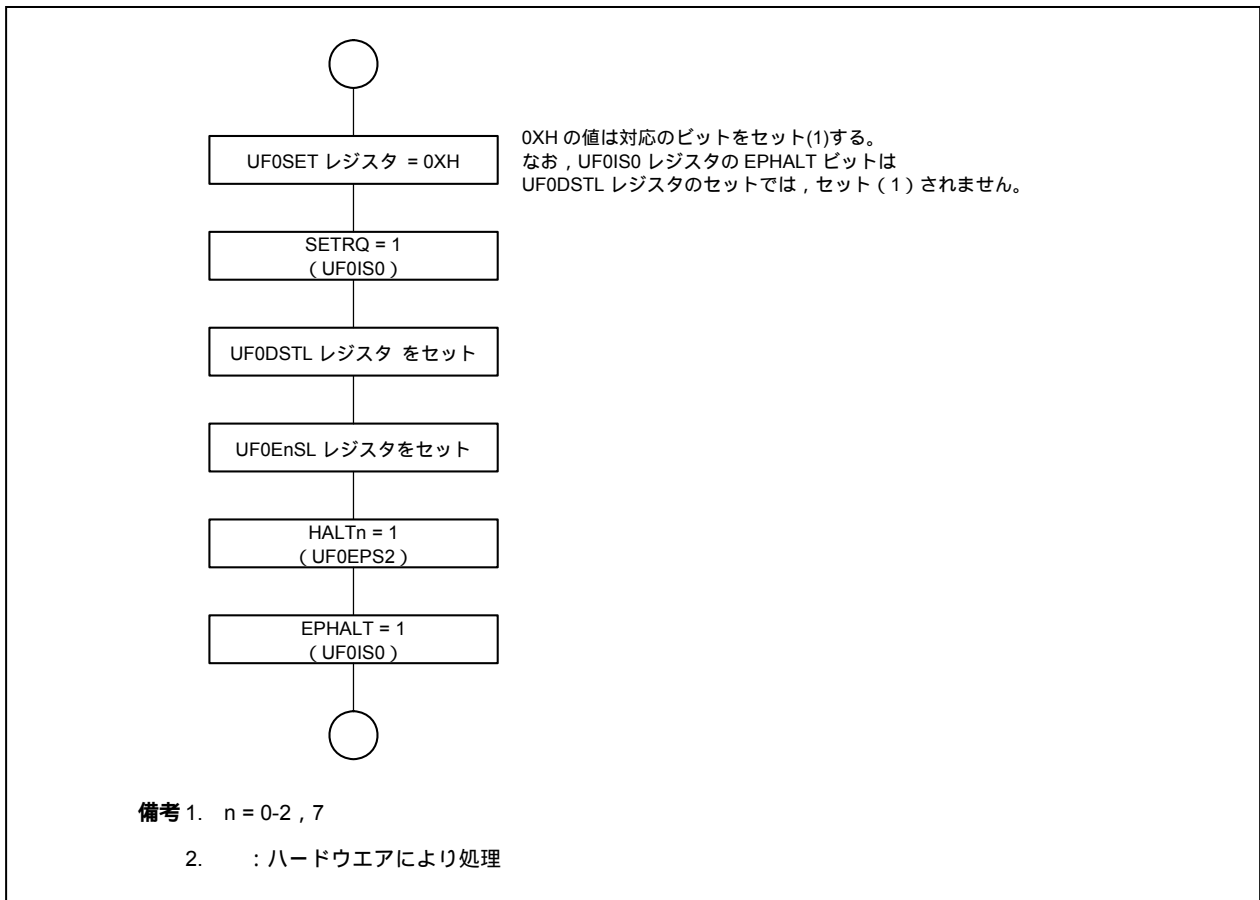 UF0SET レジスタ = 0XH
0XH の値は対応のビットをセット(1)する。
なお，UF0IS0 レジスタの EPHALT ビットは
UF0DSTL レジスタのセットでは，セット（1）されません。
SETRQ = 1
（UF0IS0）
UF0DSTL レジスタ をセット
UF0EnSL レジスタをセット
HALTn = 1
（UF0EPS2）
EPHALT = 1
（UF0IS0）
備考 1. n = 0-2，7
2. ：ハードウエアにより処理